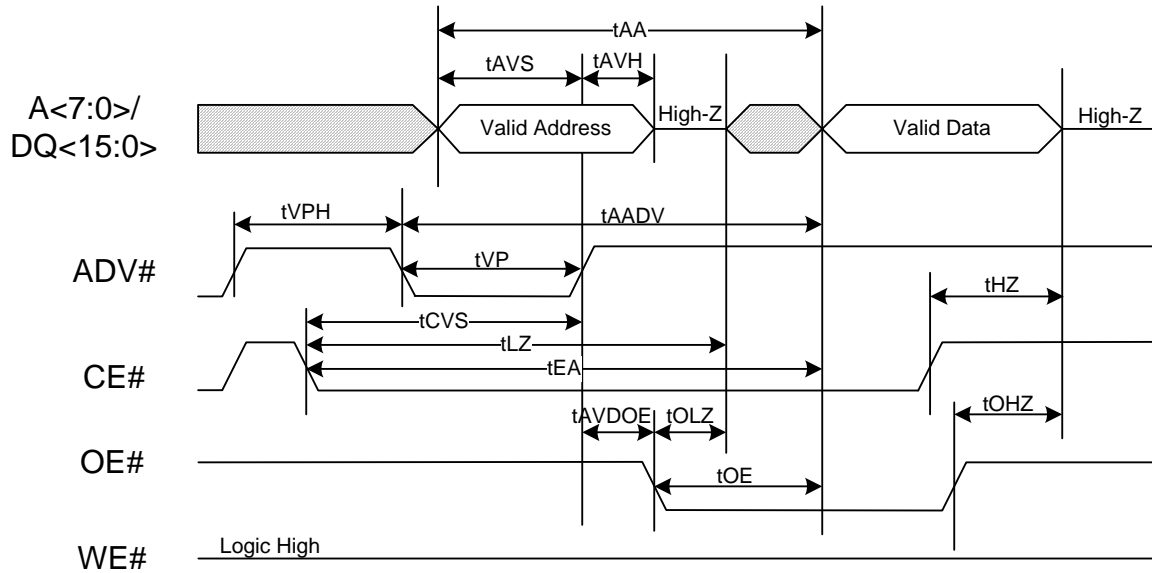 tAA
tAVS
tAVH
A<7:0>/
DQ<15:0>
Valid Address
High-Z
Valid Data
High-Z
tVPH
tAADV
ADV#
tVP
tHZ
tCVS
tLZ
tEA
CE#
tAVDOE
tOLZ
tOHZ
OE#
tOE
WE#
Logic High